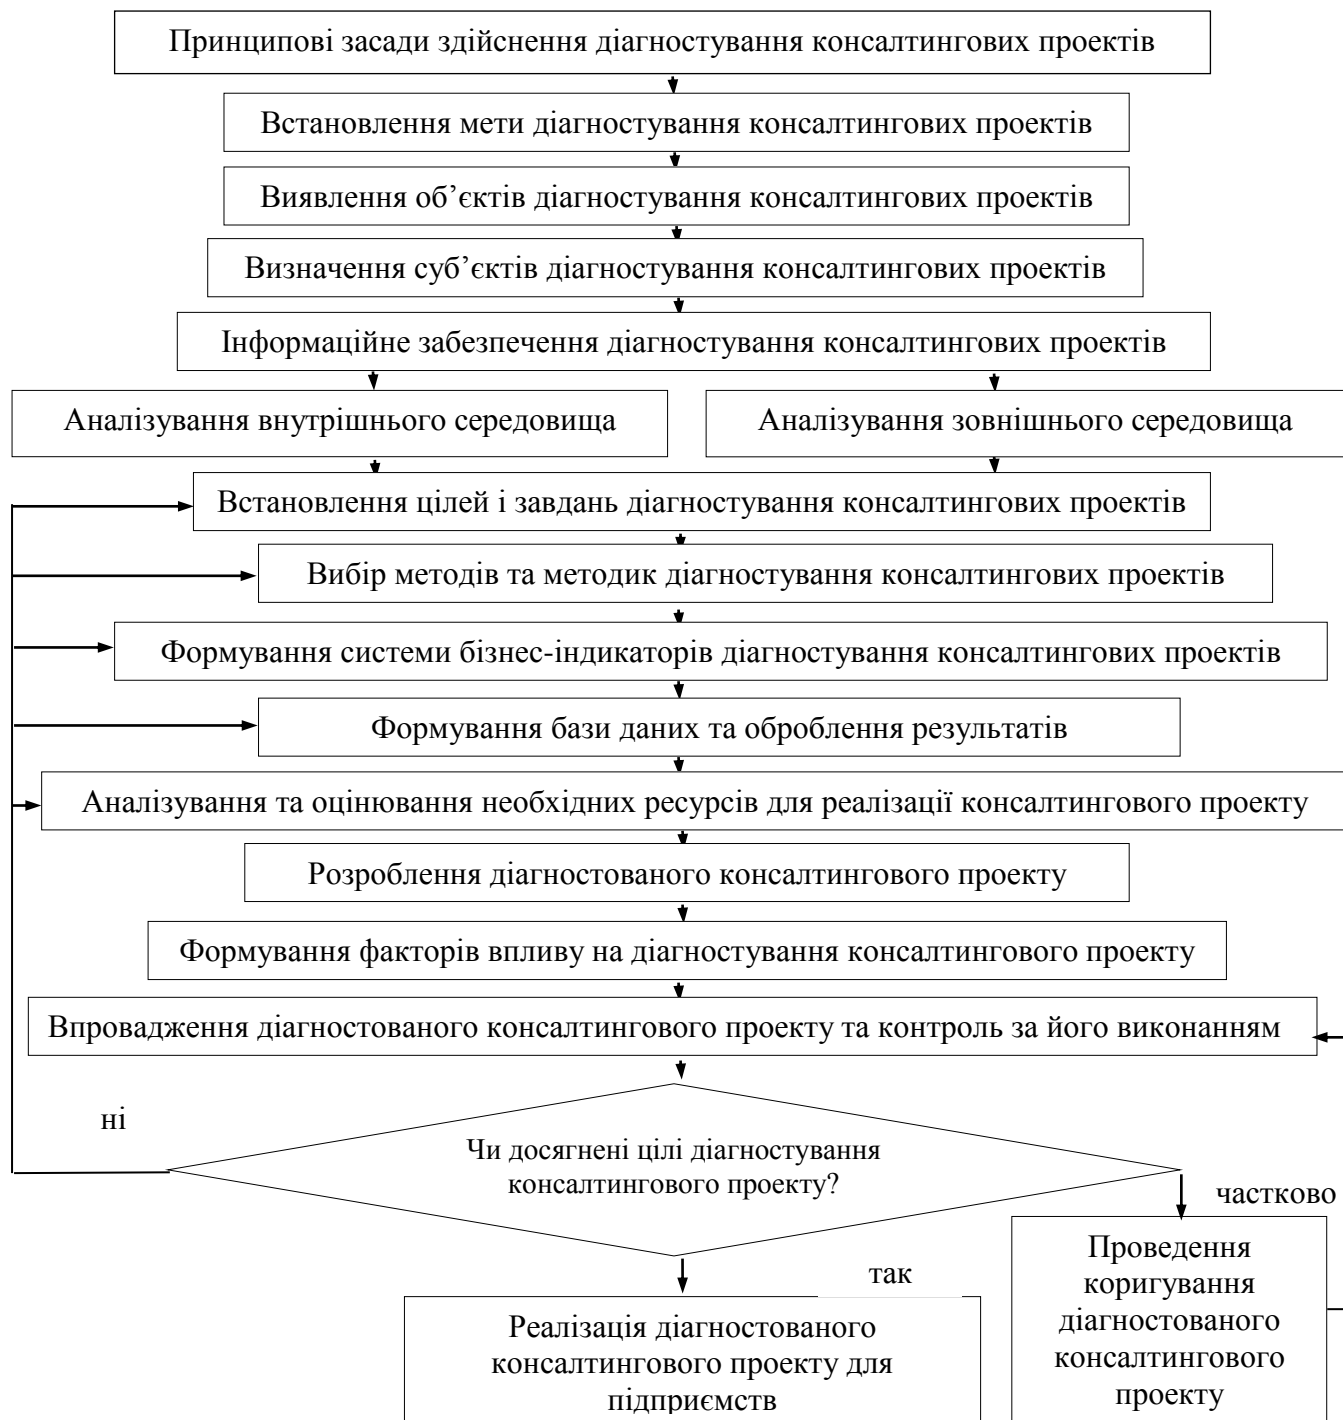 Принципові засади здійснення діагностування консалтингових проектів
Встановлення мети діагностування консалтингових проектів
Виявлення об’єктів діагностування консалтингових проектів
Визначення суб’єктів діагностування консалтингових проектів
Інформаційне забезпечення діагностування консалтингових проектів
Аналізування внутрішнього середовища
Аналізування зовнішнього середовища
Встановлення цілей і завдань діагностування консалтингових проектів
Вибір методів та методик діагностування консалтингових проектів
Формування системи бізнес-індикаторів діагностування консалтингових проектів
Формування бази даних та оброблення результатів
Аналізування та оцінювання необхідних ресурсів для реалізації консалтингового проекту
Розроблення діагностованого консалтингового проекту
Формування факторів впливу на діагностування консалтингового проекту
Впровадження діагностованого консалтингового проекту та контроль за його виконанням
ні
Чи досягнені цілі діагностування
консалтингового проекту?
частково
так
Реалізація діагностованого
консалтингового проекту для
підприємств
Проведення
коригування
діагностованого
консалтингового
проекту